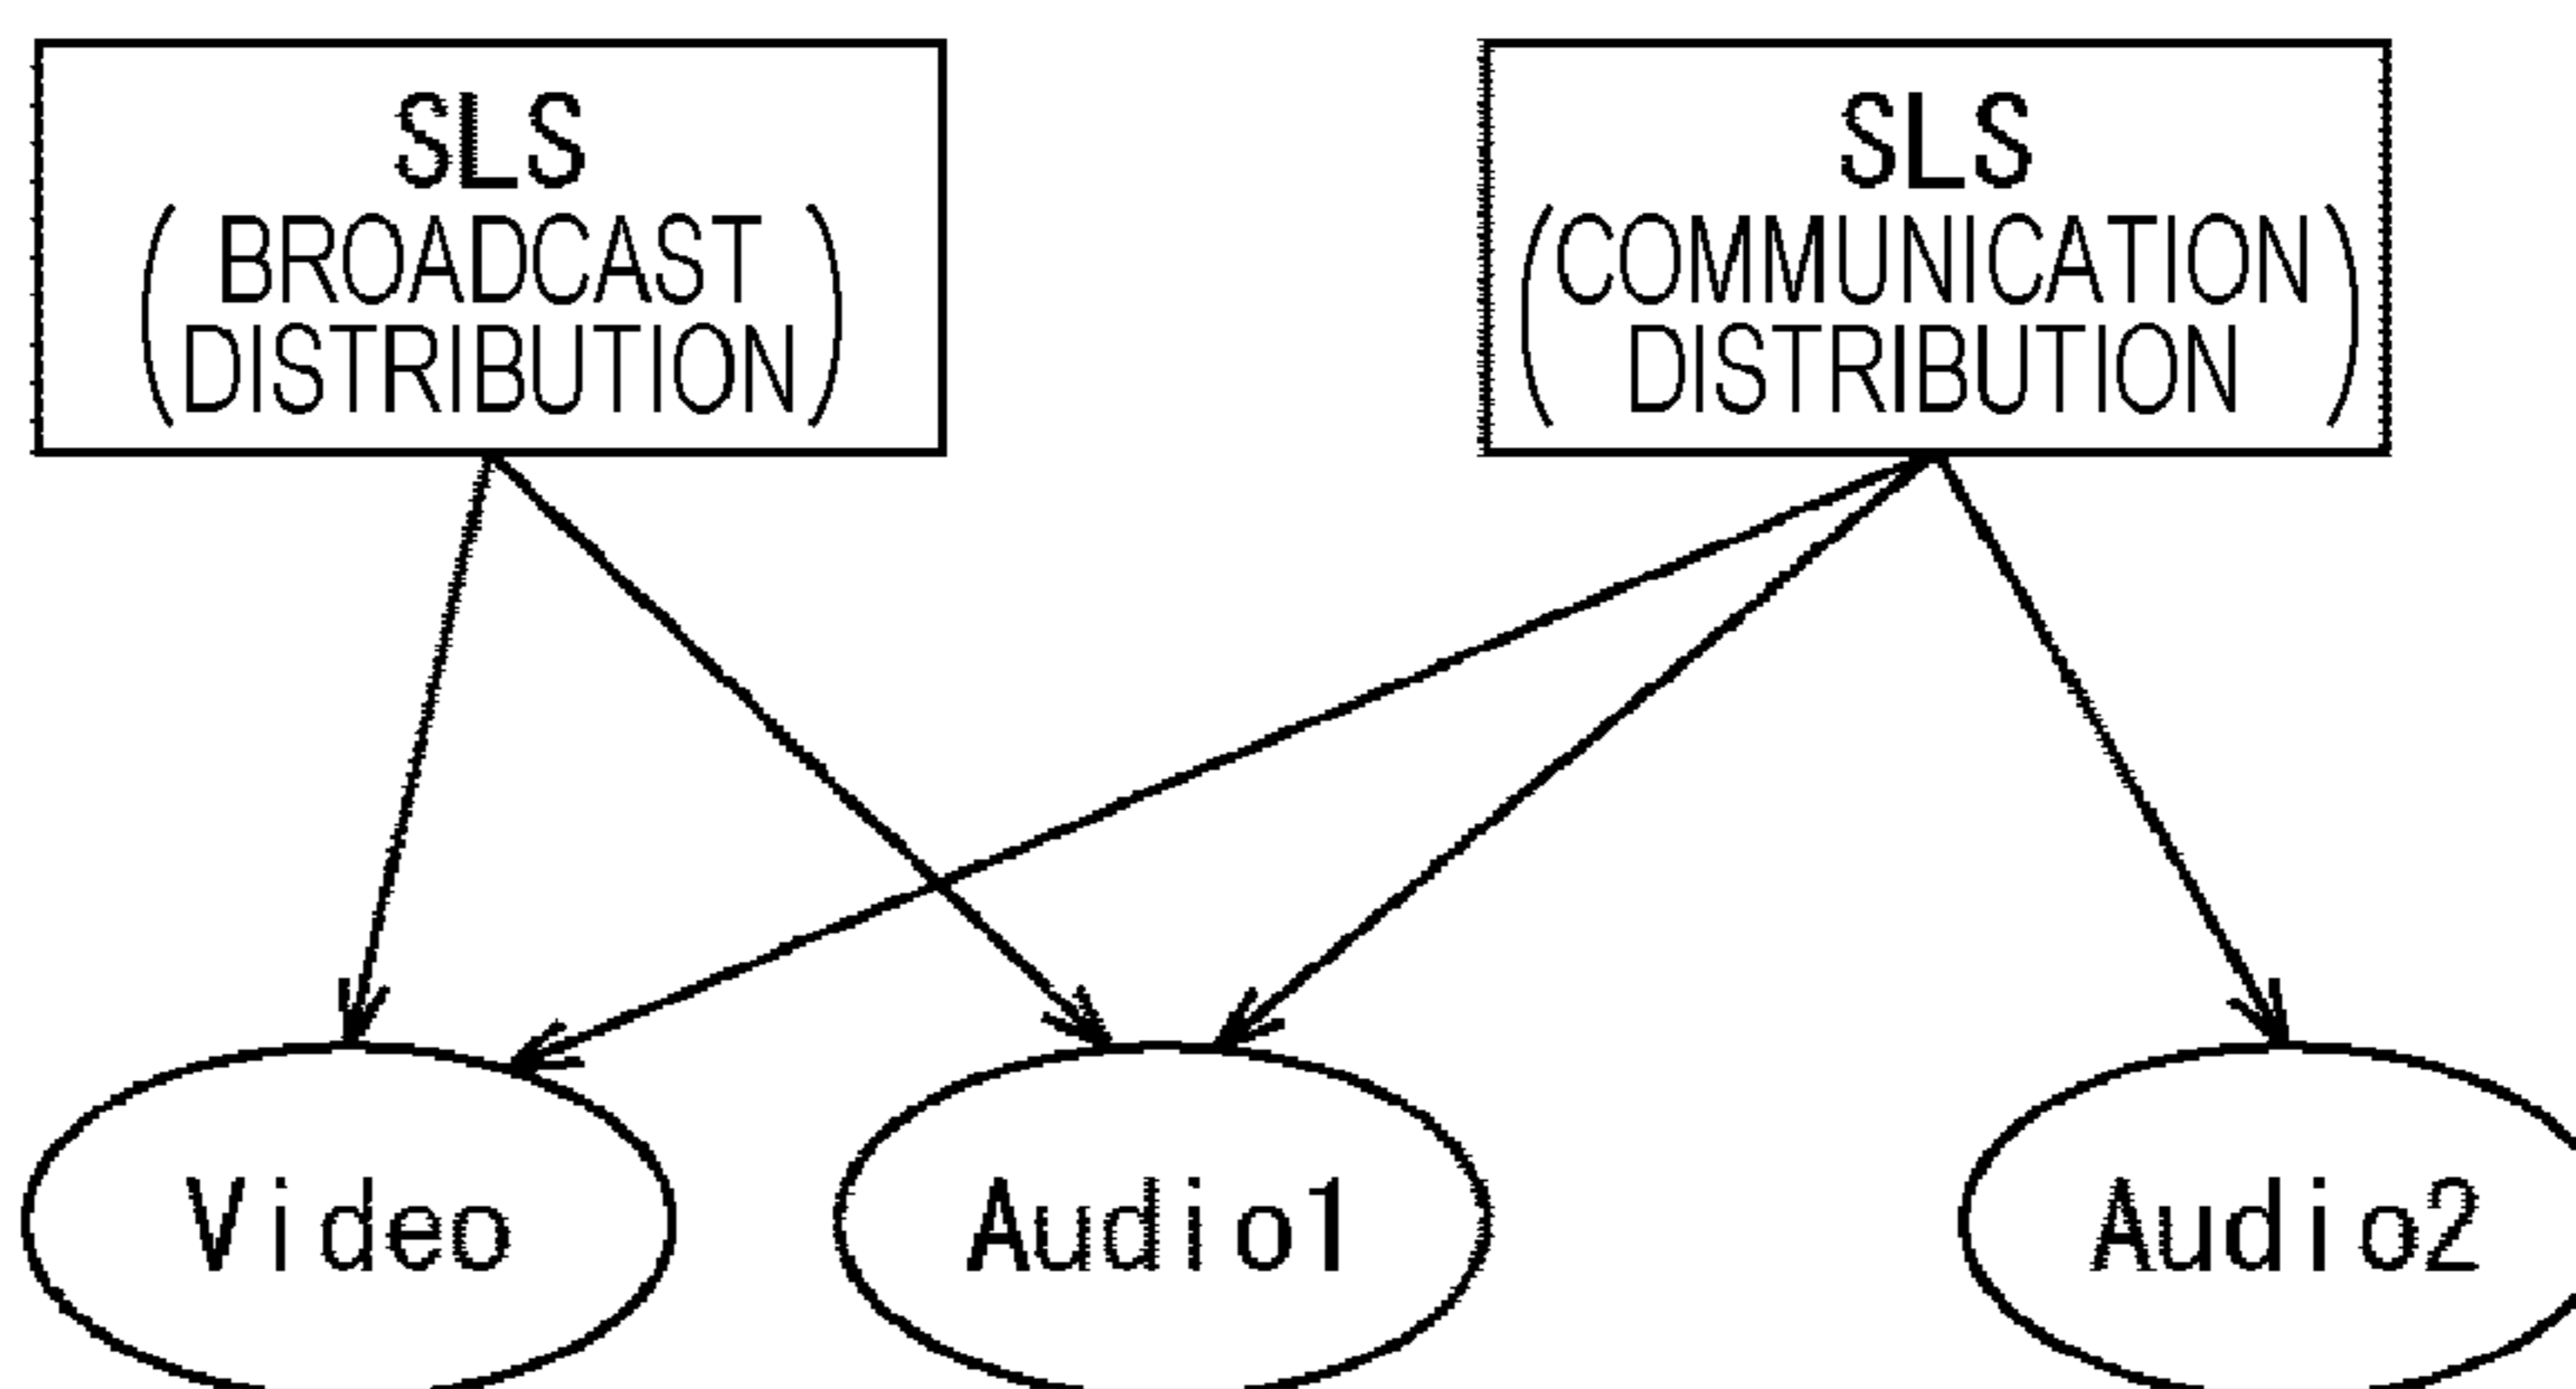 SLS
( BROADCAST
DISTRIBUTION )
SLS
( COMMUNICATION
DISTRIBUTION )
Video
Audio1
Audio2